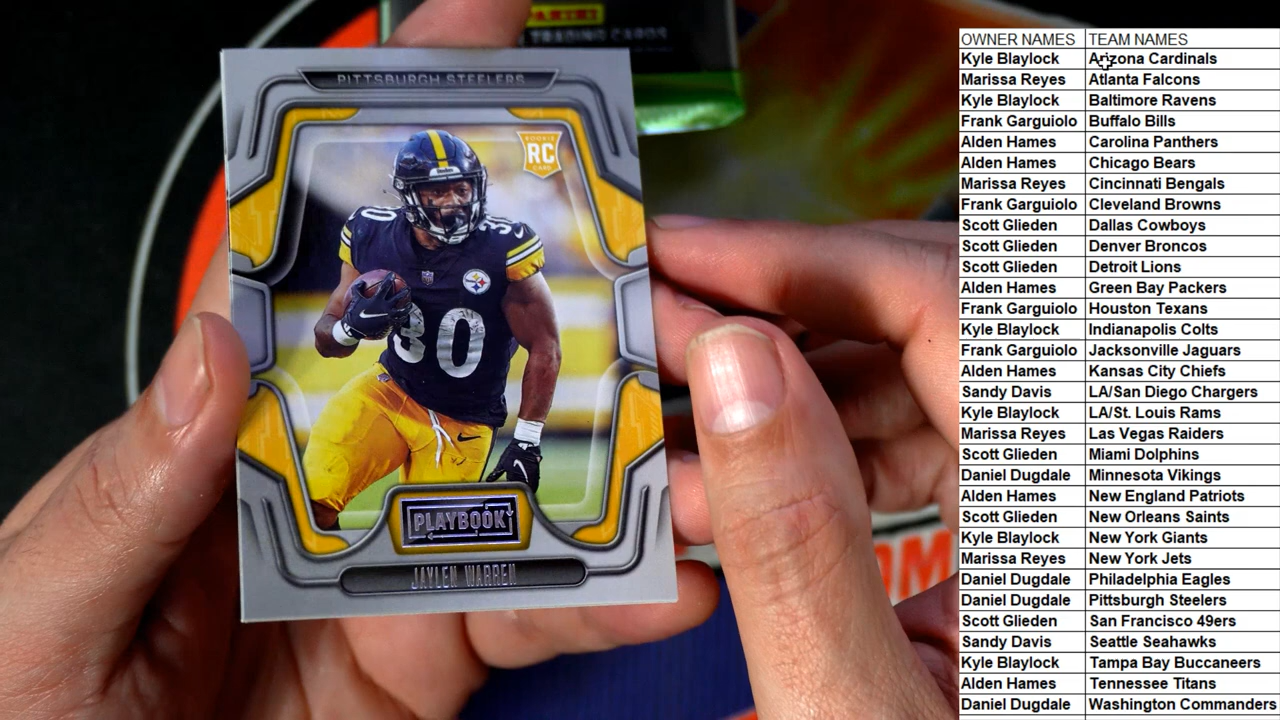 PANINI
TRADING CARDS
PITTSBURGH STEELERS
ROOKIE
RC
CARD
30
30
30
PLAYBOOK
JAYLEN WARREN
OWNER NAMES TEAM NAMES
Kyle Blaylock Arizona Cardinals
Marissa Reyes Atlanta Falcons
Kyle Blaylock Baltimore Ravens
Frank Garguiolo Buffalo Bills
Alden Hames Carolina Panthers
Alden Hames Chicago Bears
Marissa Reyes Cincinnati Bengals
Frank Garguiolo Cleveland Browns
Scott Glieden Dallas Cowboys
Scott Glieden Denver Broncos
Scott Glieden Detroit Lions
Alden Hames Green Bay Packers
Frank Garguiolo Houston Texans
Kyle Blaylock Indianapolis Colts
Frank Garguiolo Jacksonville Jaguars
Alden Hames Kansas City Chiefs
Sandy Davis LA/San Diego Chargers
Kyle Blaylock LA/St. Louis Rams
Marissa Reyes Las Vegas Raiders
Scott Glieden Miami Dolphins
Daniel Dugdale Minnesota Vikings
Alden Hames New England Patriots
Scott Glieden New Orleans Saints
Kyle Blaylock New York Giants
Marissa Reyes New York Jets
Daniel Dugdale Philadelphia Eagles
Daniel Dugdale Pittsburgh Steelers
Scott Glieden San Francisco 49ers
Sandy Davis Seattle Seahawks
Kyle Blaylock Tampa Bay Buccaneers
Alden Hames Tennessee Titans
Daniel Dugdale Washington Commanders